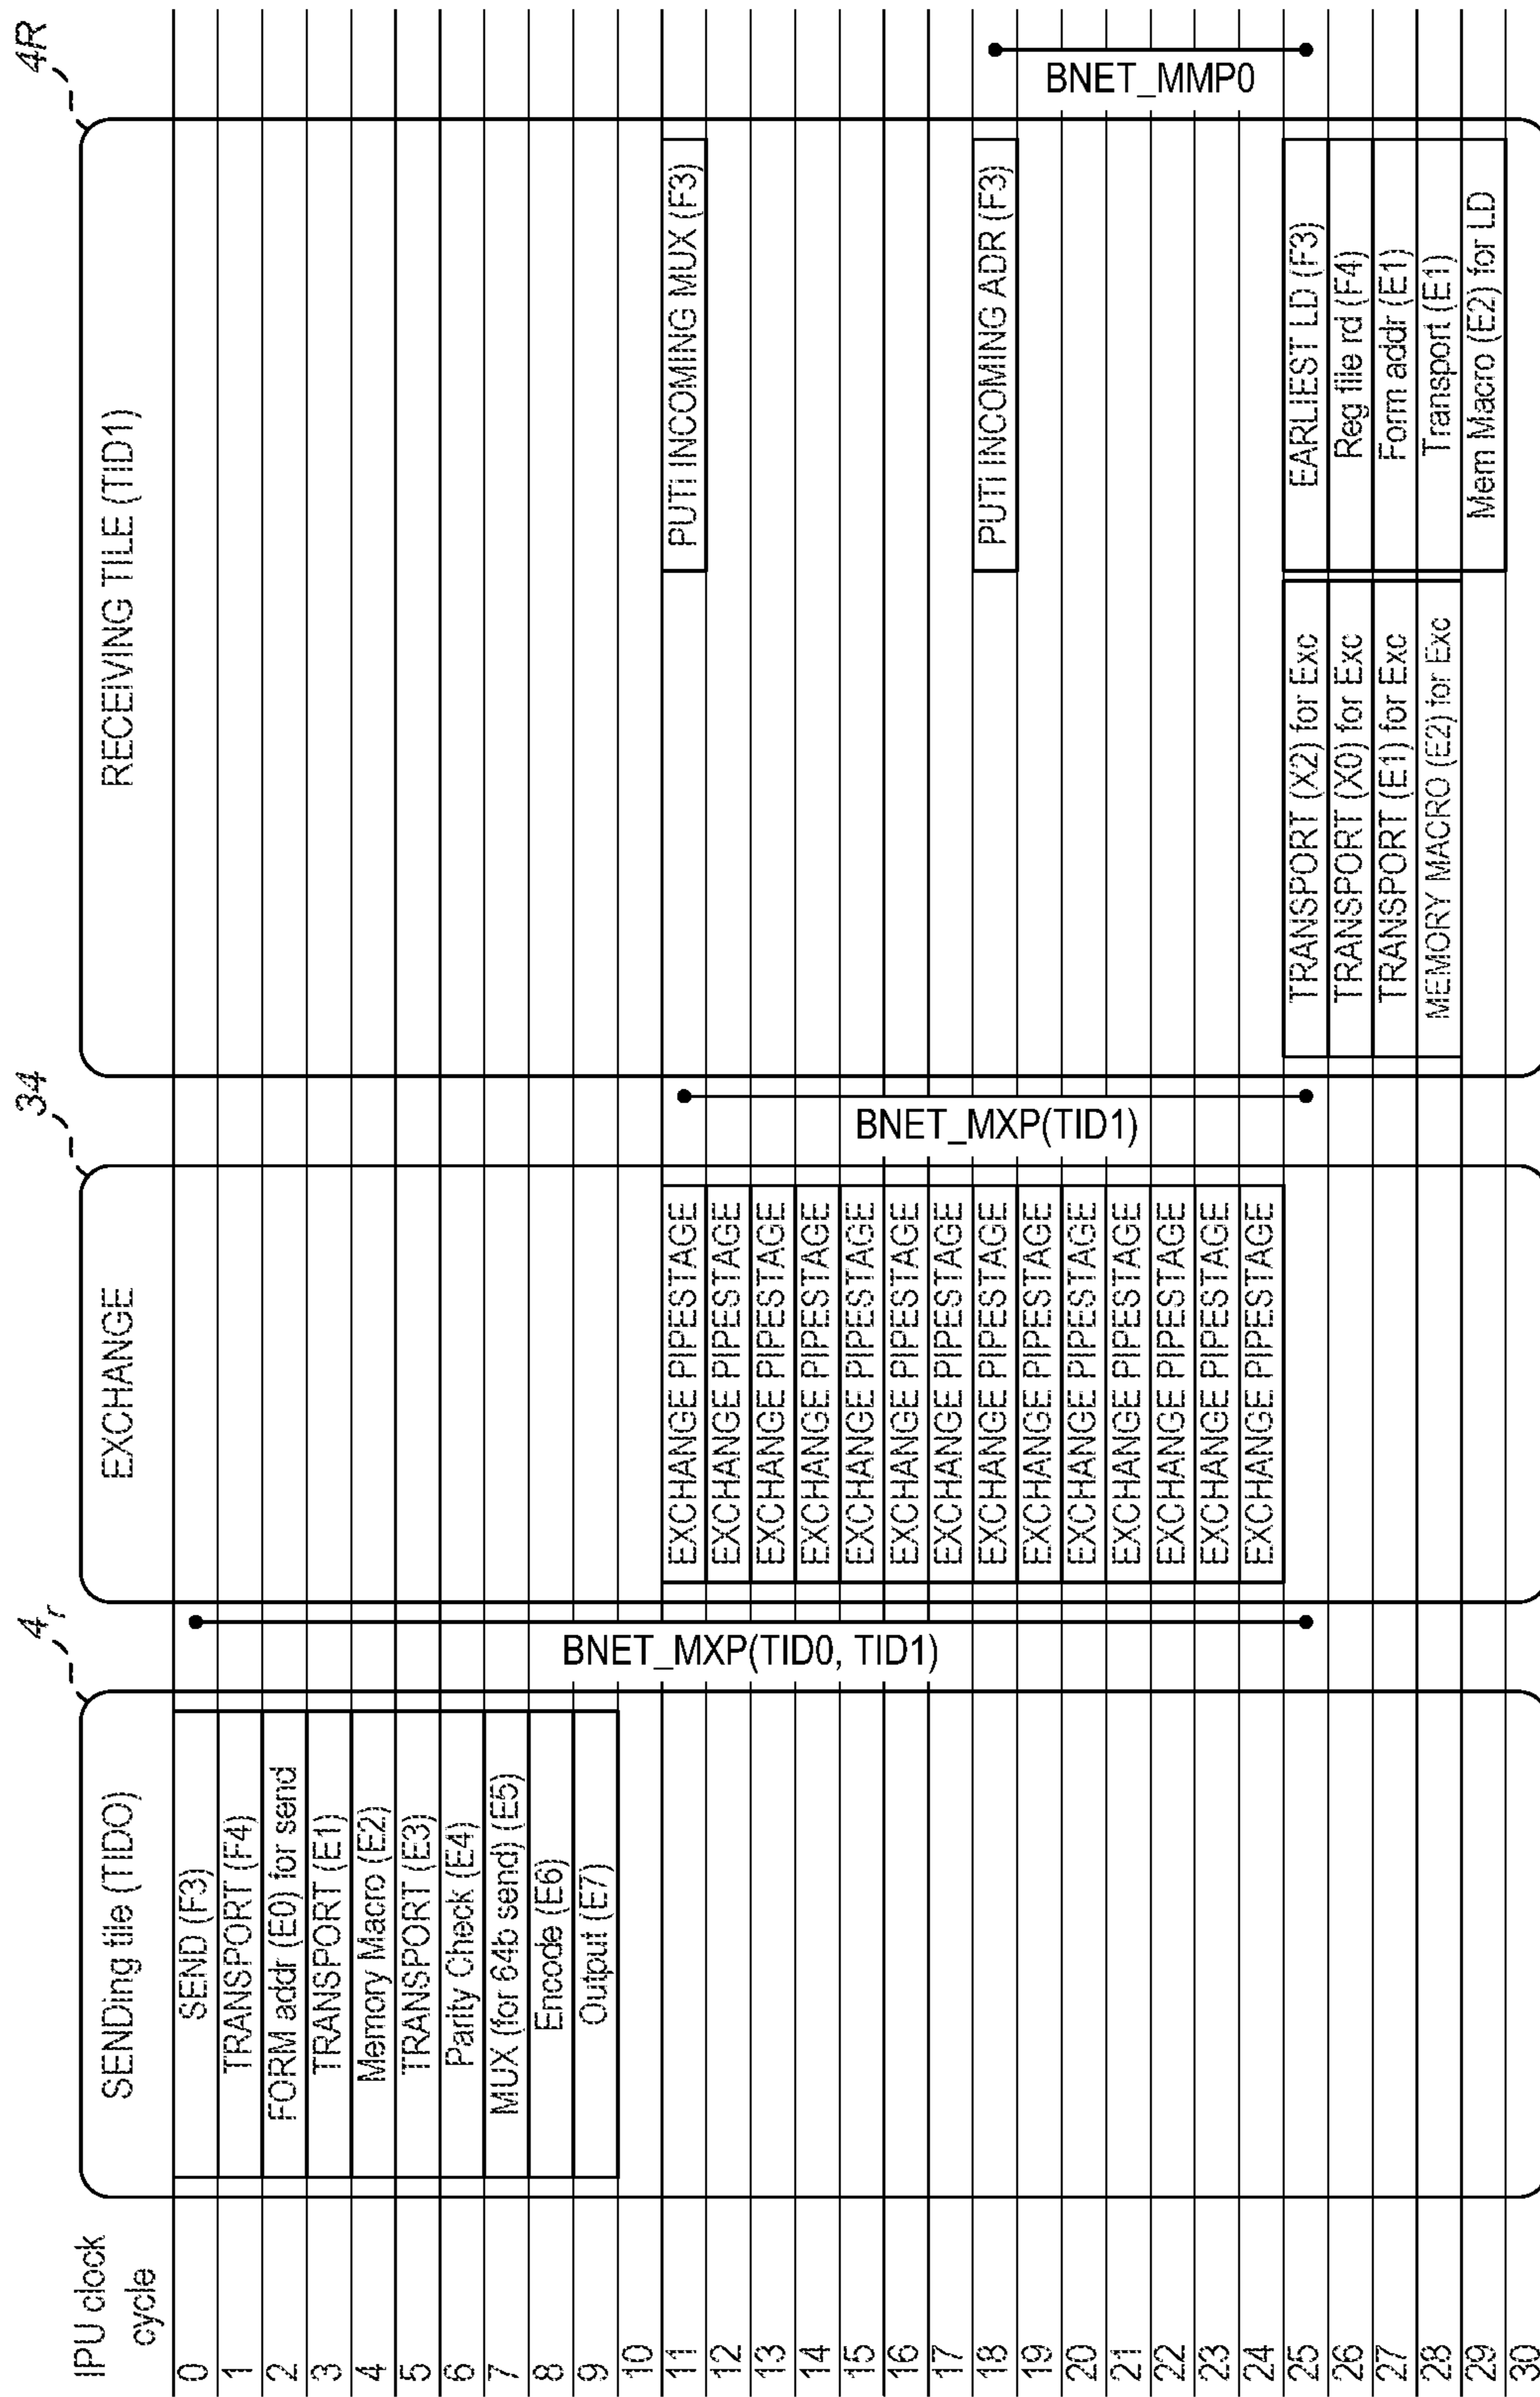 4T
34
4R
IPU clock
cycle
SENDing tile (TID0)
EXCHANGE
RECEIVING TILE (TID1)
0
SEND (F3)
1
TRANSPORT (F4)
2
FORM addr (E0) for send
3
TRANSPORT (E1)
4
Memory Macro (E2)
5
TRANSPORT (E3)
6
Parity Check (E4)
7
MUX (for 64b send) (E5)
8
Encode (E6)
9
Output (E7)
10
11
EXCHANGE PIPESTAGE
PUTi INCOMING MUX (F3)
12
EXCHANGE PIPESTAGE
13
EXCHANGE PIPESTAGE
14
EXCHANGE PIPESTAGE
15
EXCHANGE PIPESTAGE
16
EXCHANGE PIPESTAGE
17
EXCHANGE PIPESTAGE
18
EXCHANGE PIPESTAGE
PUTi INCOMING ADR (F3)
19
EXCHANGE PIPESTAGE
20
EXCHANGE PIPESTAGE
21
EXCHANGE PIPESTAGE
22
EXCHANGE PIPESTAGE
23
EXCHANGE PIPESTAGE
24
EXCHANGE PIPESTAGE
25
TRANSPORT (X2) for Exc
EARLIEST LD (F3)
26
TRANSPORT (X0) for Exc
Reg file rd (F4)
27
TRANSPORT (E1) for Exc
Form addr (E1)
28
MEMORY MACRO (E2) for Exc
Transport (E1)
29
Mem Macro (E2) for LD
30
BNET_MXP(TID0, TID1)
BNET_MXP(TID1)
BNET_MMP0